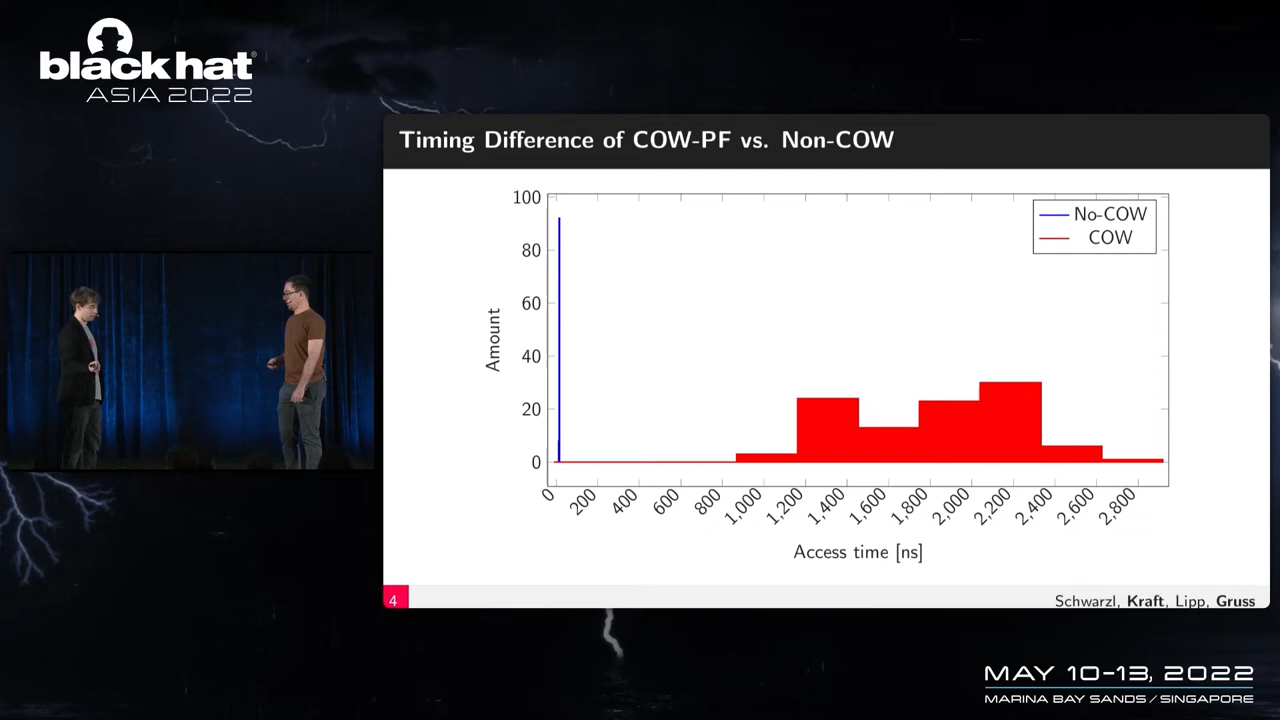 black hat®
ASIA 2022
Timing Difference of COW-PF vs. Non-COW
100
80
60
40
20
0
Amount
No-COW
COW
0
200
400
600
800
1,000
1,200
1,400
1,600
1,800
2,000
2,200
2,400
2,600
2,800
Access time [ns]
4
Schwarzl, Kraft, Lipp, Gruss
MAY 10-13, 2022
MARINA BAY SANDS / SINGAPORE